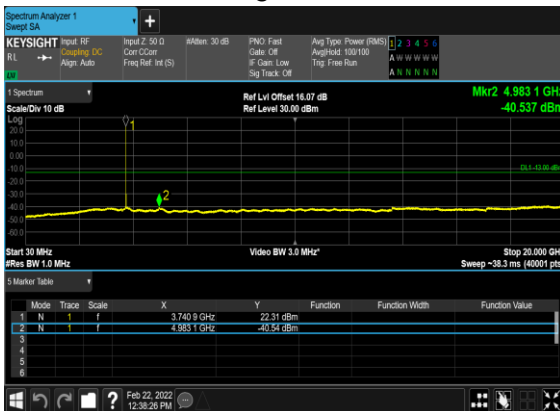 Spectrum Analyzer 1
Swept SA
KEYSIGHT Input: RF Input Z: 50 Ω #Atten: 30 dB PNO: Fast Avg Type: Power (RMS) 1 2 3 4 5 6
RL Coupling: DC Corr CCorr Gate: Off Avg|Hold: 100/100 A W W W W W
Align: Auto Freq Ref: Int (S) IF Gain: Low Trig: Free Run
LV Sig Track: Off A N N N N N
1 Spectrum Ref Lvl Offset 16.07 dB Mkr2 4.983 1 GHz
Scale/Div 10 dB Ref Level 30.00 dBm -40.537 dBm
Log
1
20.0
10.0
0.00
-10.0 DL1 -13.00 dBm
-20.0
-30.0 2
-40.0
-50.0
-60.0
Start 30 MHz Video BW 3.0 MHz* Stop 20.000 GHz
#Res BW 1.0 MHz Sweep ~38.3 ms (40001 pts)
5 Marker Table
Mode Trace Scale X Y Function Function Width Function Value
1 N 1 f 3.740 9 GHz 22.31 dBm
2 N 1 f 4.983 1 GHz -40.54 dBm
3
4
5
6
? Feb 22, 2022
12:38:26 PM